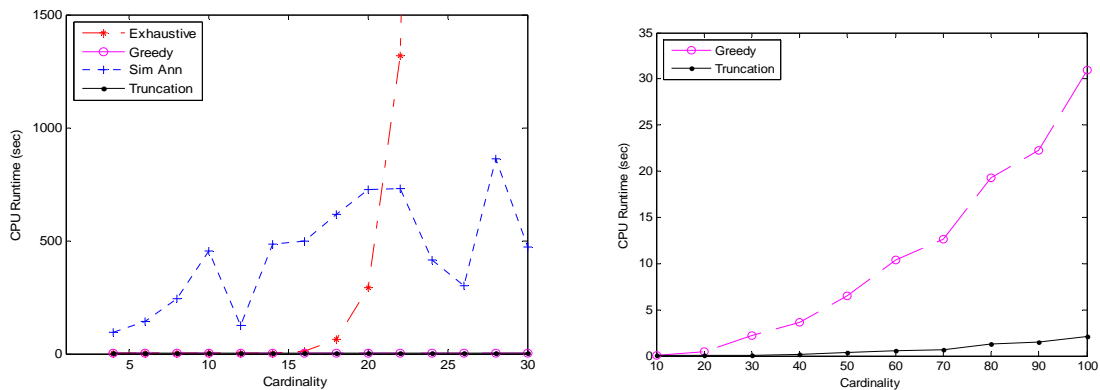 1500
1000
500
0
CPU Runtime (sec)
Exhaustive
Greedy
Sim Ann
Truncation
5 10 15 20 25 30
Cardinality
35
30
25
20
15
10
5
0
CPU Runtime (sec)
Greedy
Truncation
10 20 30 40 50 60 70 80 90 100
Cardinality